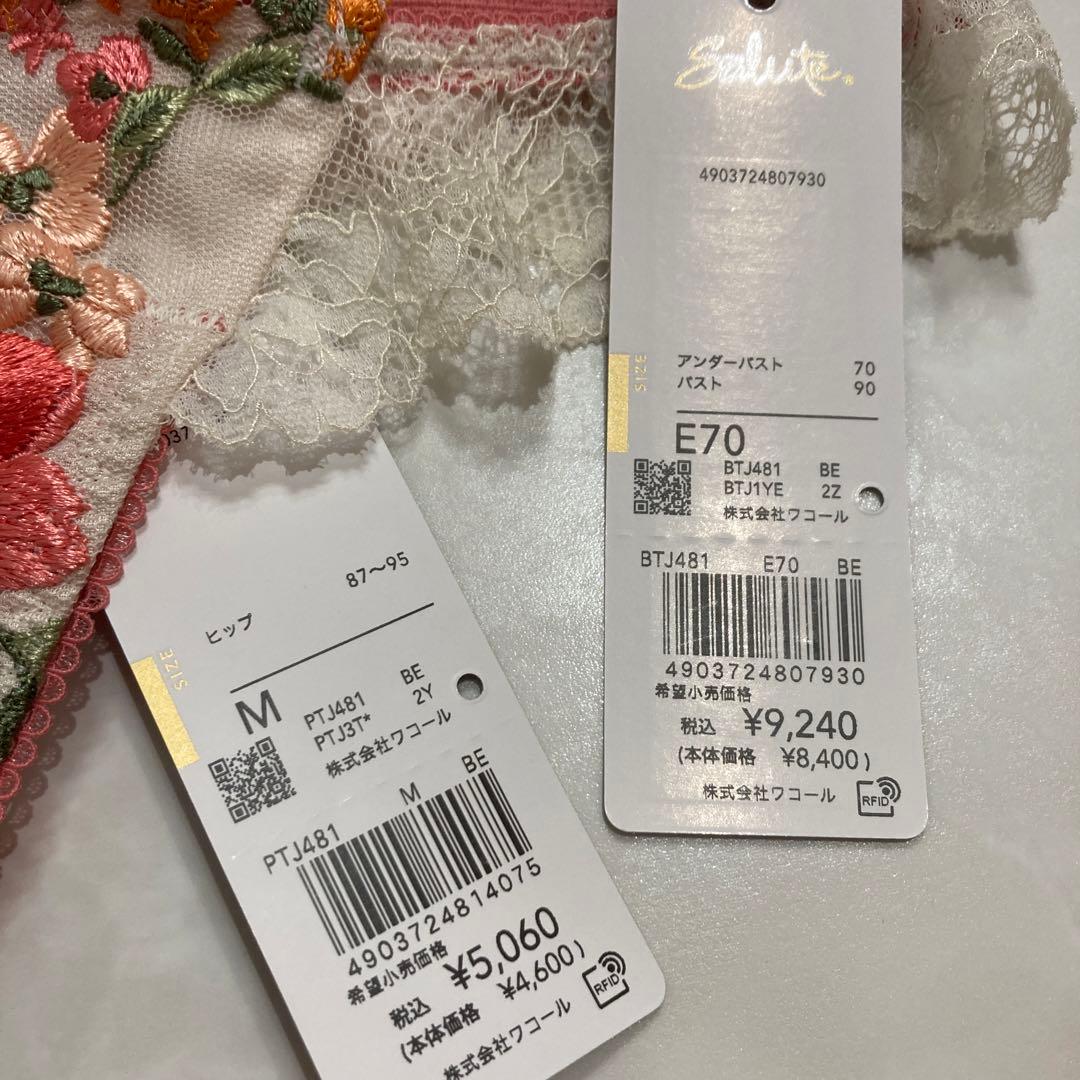 Salute
4903724807930
SIZE
アンダーバスト 70
バスト 90
E70
BTJ481 BE
BTJ1YE 2Z
株式会社ワコール
BTJ481 E70 BE
4903724807930
希望小売価格
税込 ¥9,240
(本体価格 ¥8,400)
株式会社ワコール
RFID
037
SIZE
ヒップ 87〜95
M
PTJ481 BE
PTJ3T* 2Y
株式会社ワコール
PTJ481 M BE
4903724814075
希望小売価格
税込 ¥5,060
(本体価格 ¥4,600)
株式会社ワコール
RFID